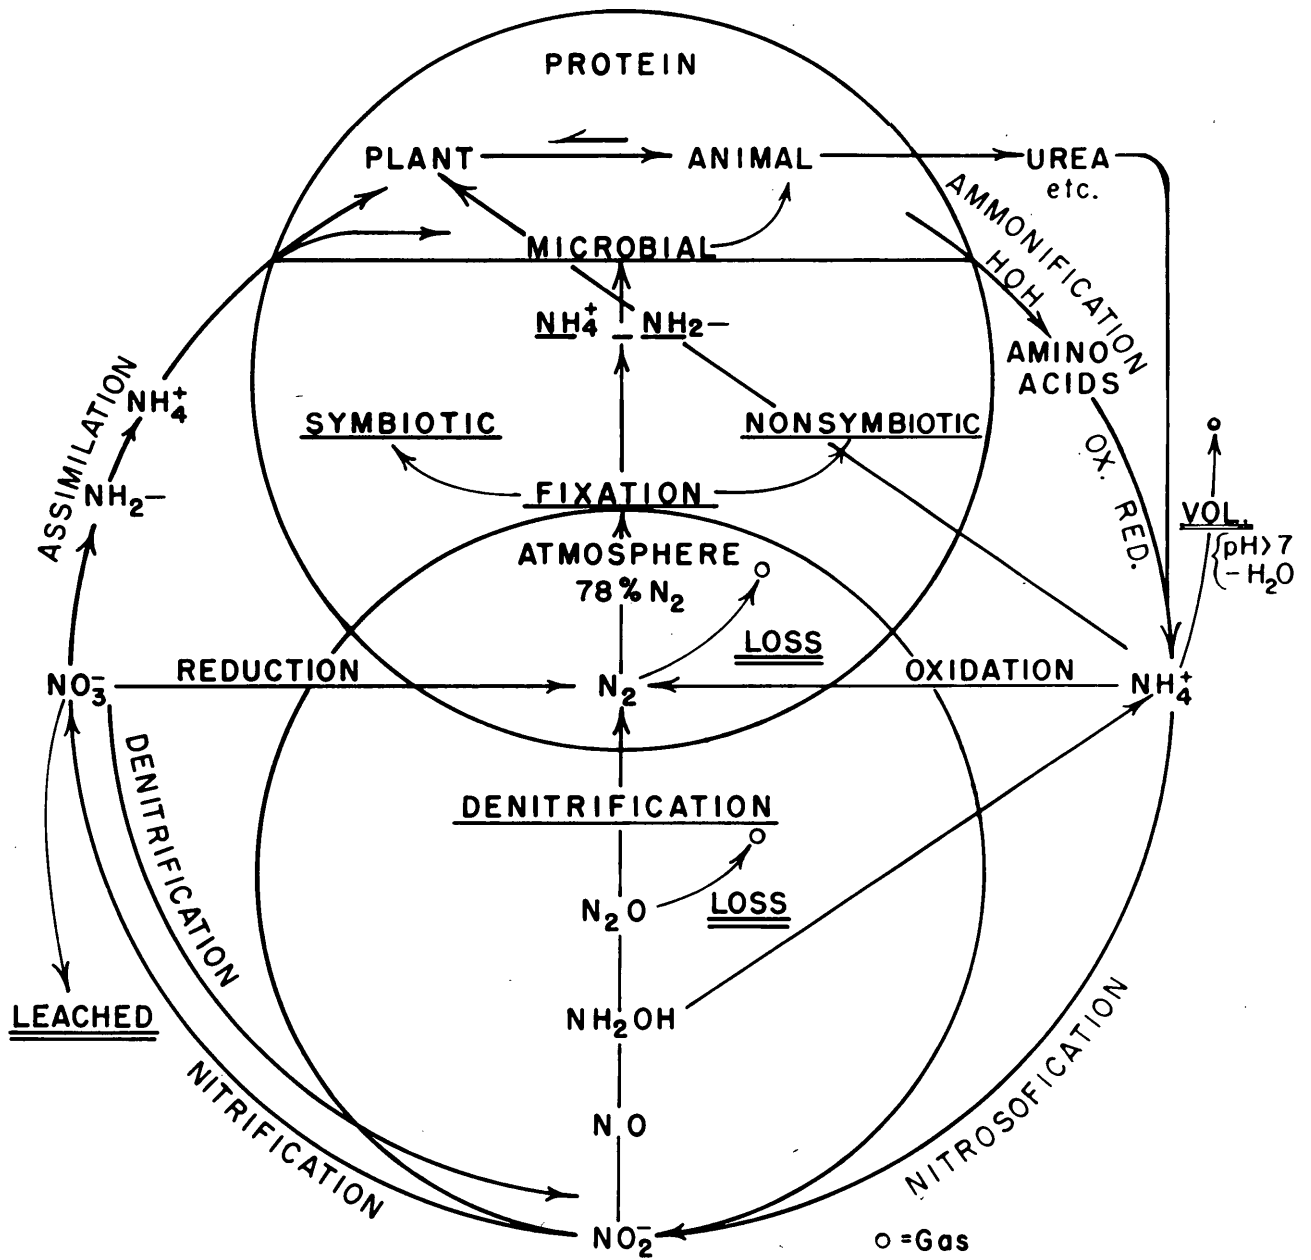 PROTEIN
PLANT
ANIMAL
UREA
etc.
AMMONIFICATION
HOH
MICROBIAL
NH4+ – NH2–
AMINO
ACIDS
ASSIMILATION
NH4+
NH2–
SYMBIOTIC
NONSYMBIOTIC
OX. RED.
FIXATION
VOL.
{pH>7
–H2O
ATMOSPHERE
78% N2
LOSS
REDUCTION
OXIDATION
NO3–
N2
NH4+
DENITRIFICATION
DENITRIFICATION
N2O
LOSS
LEACHED
NH2OH
NITRIFICATION
NITROSOFICATION
NO
NO2–
o =Gas